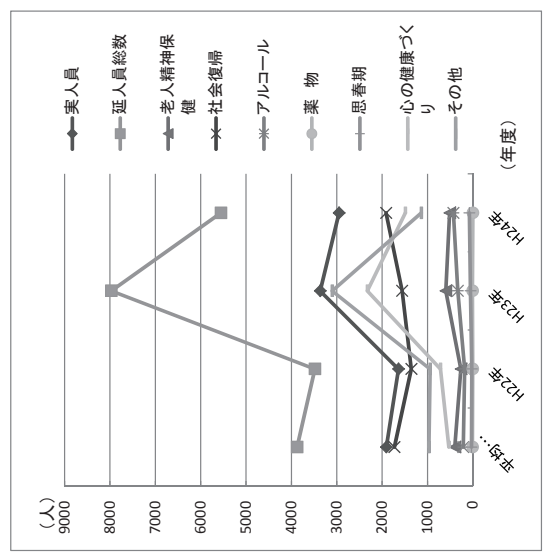 （人）
9000
8000
7000
6000
5000
4000
3000
2000
1000
0
平均…
H22年
H23年
H24年
（年度）
実人員
延人員総数
老人精神保
健
社会復帰
アルコール
薬 物
思春期
心の健康づく
り
その他